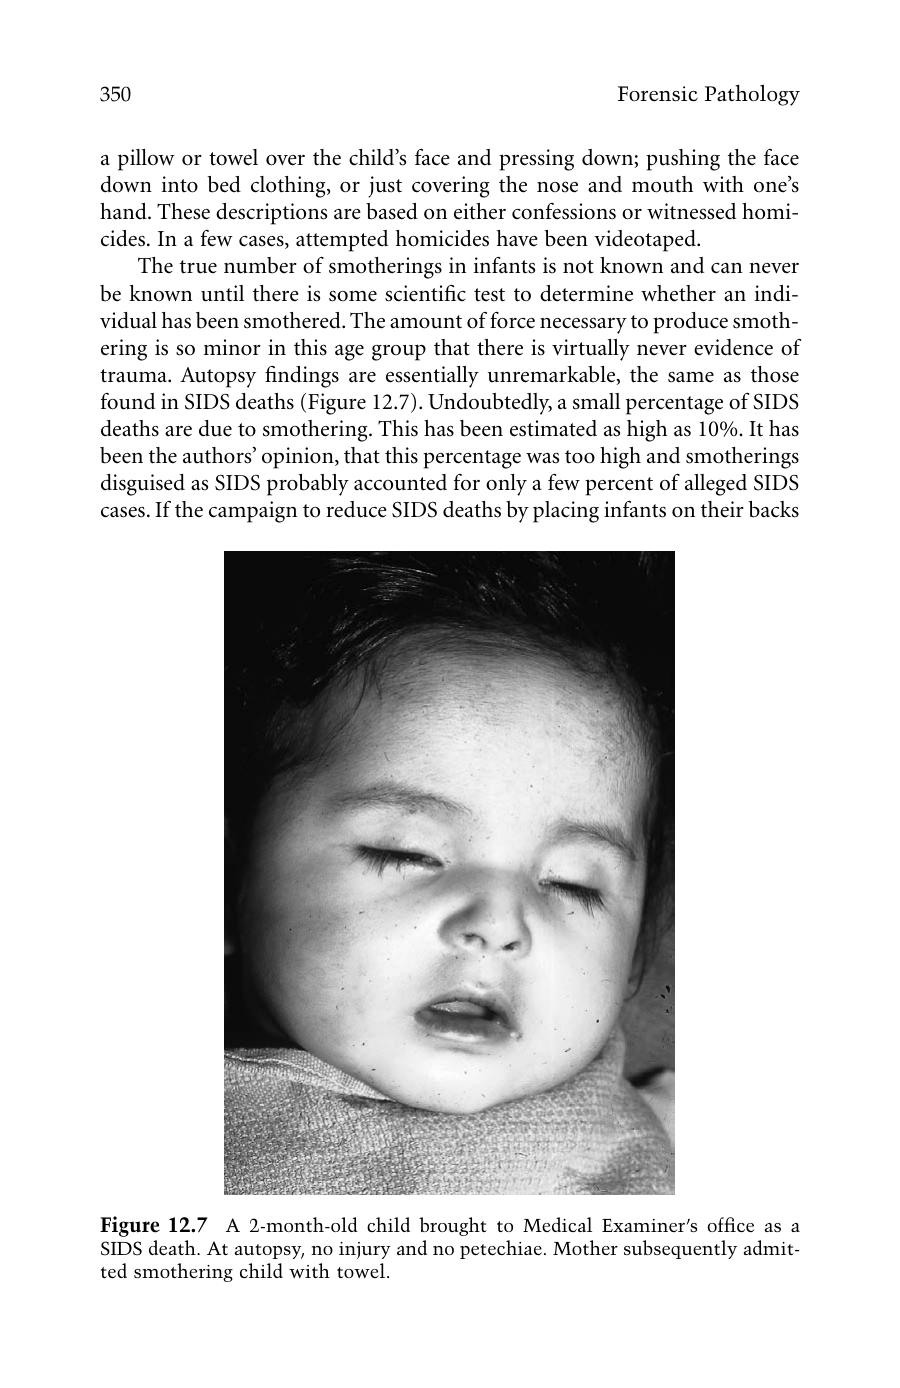 350 Forensic Pathology
a pillow or towel over the child’s face and pressing down; pushing the face
down into bed clothing, or just covering the nose and mouth with one’s
hand. These descriptions are based on either confessions or witnessed homi-
cides. In a few cases, attempted homicides have been videotaped.
The true number of smotherings in infants is not known and can never
be known until there is some scientific test to determine whether an indi-
vidual has been smothered. The amount of force necessary to produce smoth-
ering is so minor in this age group that there is virtually never evidence of
trauma. Autopsy findings are essentially unremarkable, the same as those
found in SIDS deaths (Figure 12.7). Undoubtedly, a small percentage of SIDS
deaths are due to smothering. This has been estimated as high as 10%. It has
been the authors’ opinion, that this percentage was too high and smotherings
disguised as SIDS probably accounted for only a few percent of alleged SIDS
cases. If the campaign to reduce SIDS deaths by placing infants on their backs
Figure 12.7 A 2-month-old child brought to Medical Examiner’s office as a
SIDS death. At autopsy, no injury and no petechiae. Mother subsequently admit-
ted smothering child with towel.